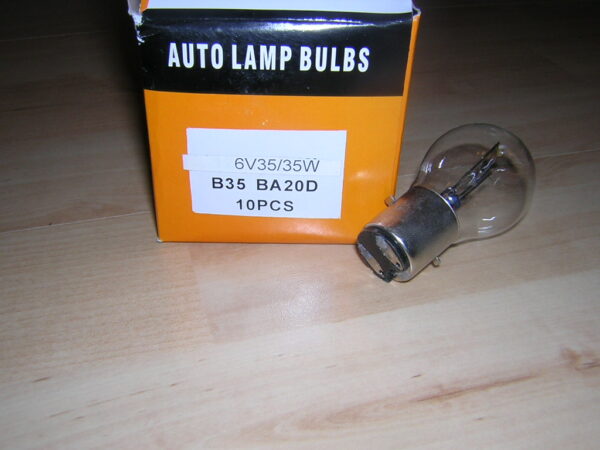 AUTO LAMP BULBS
6V35/35W
B35 BA20D
10PCS